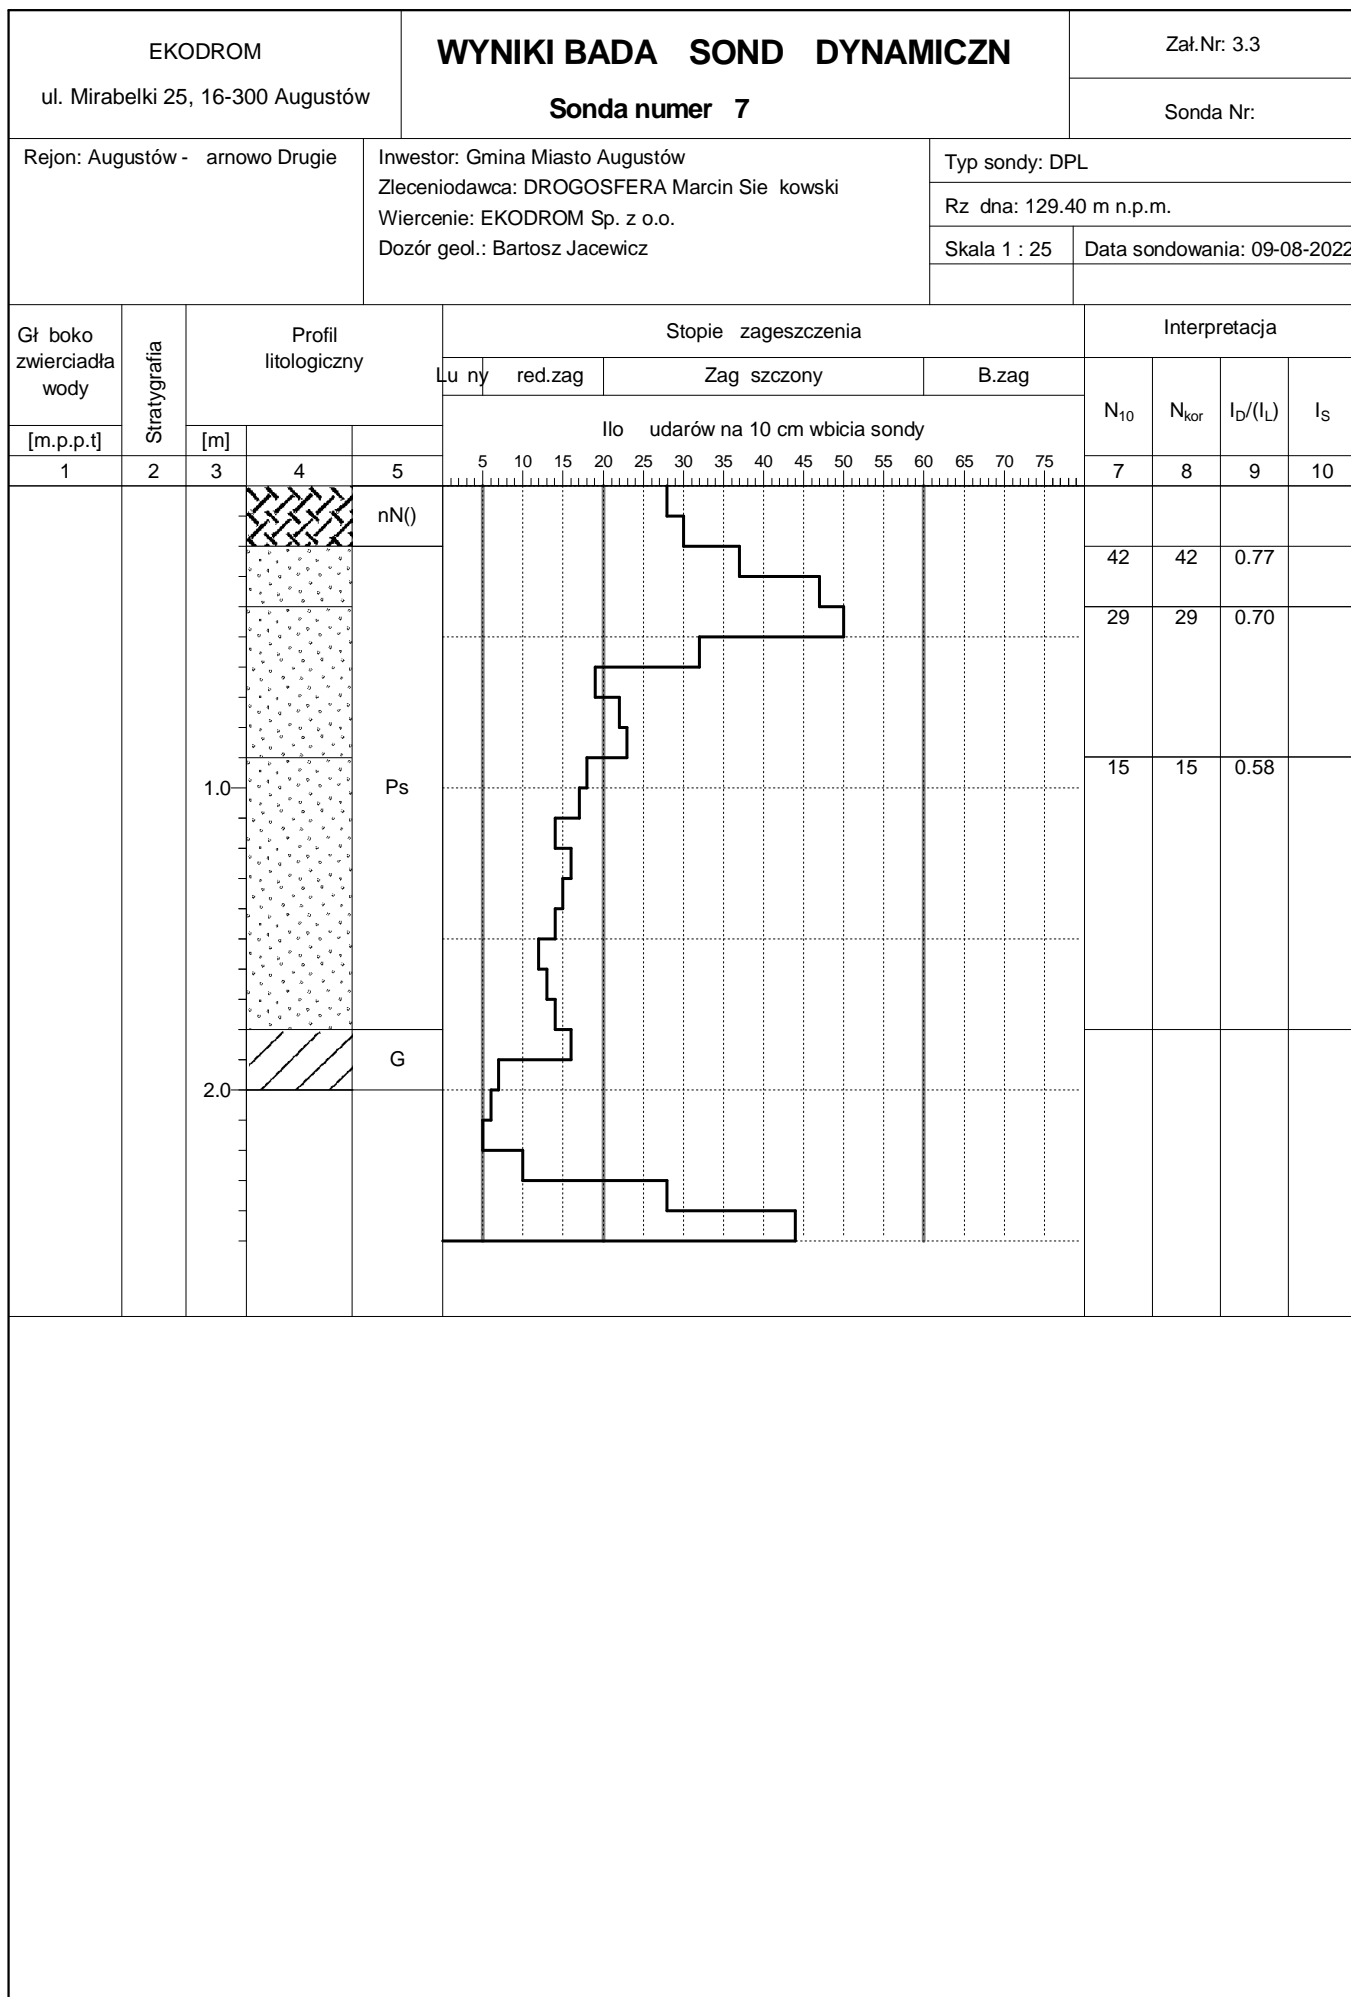 EKODROM
ul. Mirabelki 25, 16-300 Augustów
WYNIKI BADA SOND DYNAMICZN
Sonda numer 7
Zał.Nr: 3.3
Sonda Nr:
Rejon: Augustów - arnowo Drugie
Inwestor: Gmina Miasto Augustów
Zleceniodawca: DROGOSFERA Marcin Sie kowski
Wiercenie: EKODROM Sp. z o.o.
Dozór geol.: Bartosz Jacewicz
Typ sondy: DPL
Rz dna: 129.40 m n.p.m.
Skala 1 : 25 Data sondowania: 09-08-2022
Gł boko
zwierciadła
wody
[m.p.p.t]
Stratygrafia
Profil
litologiczny
[m]
Stopie zageszczenia
Lu ny red.zag Zag szczony B.zag
Ilo udarów na 10 cm wbicia sondy
5 10 15 20 25 30 35 40 45 50 55 60 65 70 75
Interpretacja
N10 Nkor ID/(IL) IS
1 2 3 4 5 7 8 9 10
nN()
42 42 0.77
29 29 0.70
15 15 0.58
1.0
Ps
G
2.0